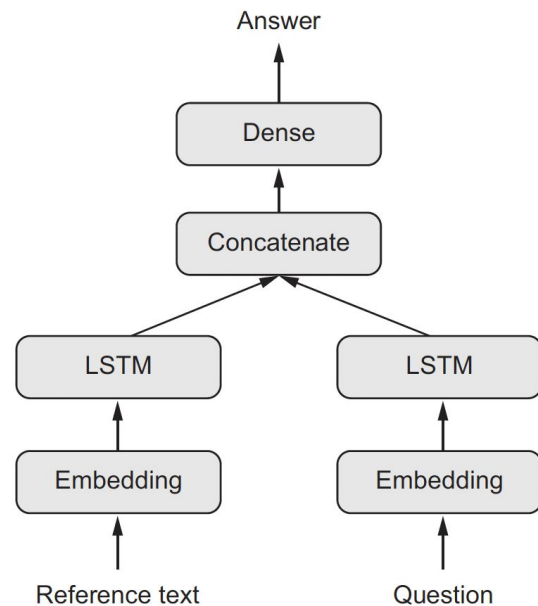 Answer
Dense
Concatenate
LSTM LSTM
Embedding Embedding
Reference text Question